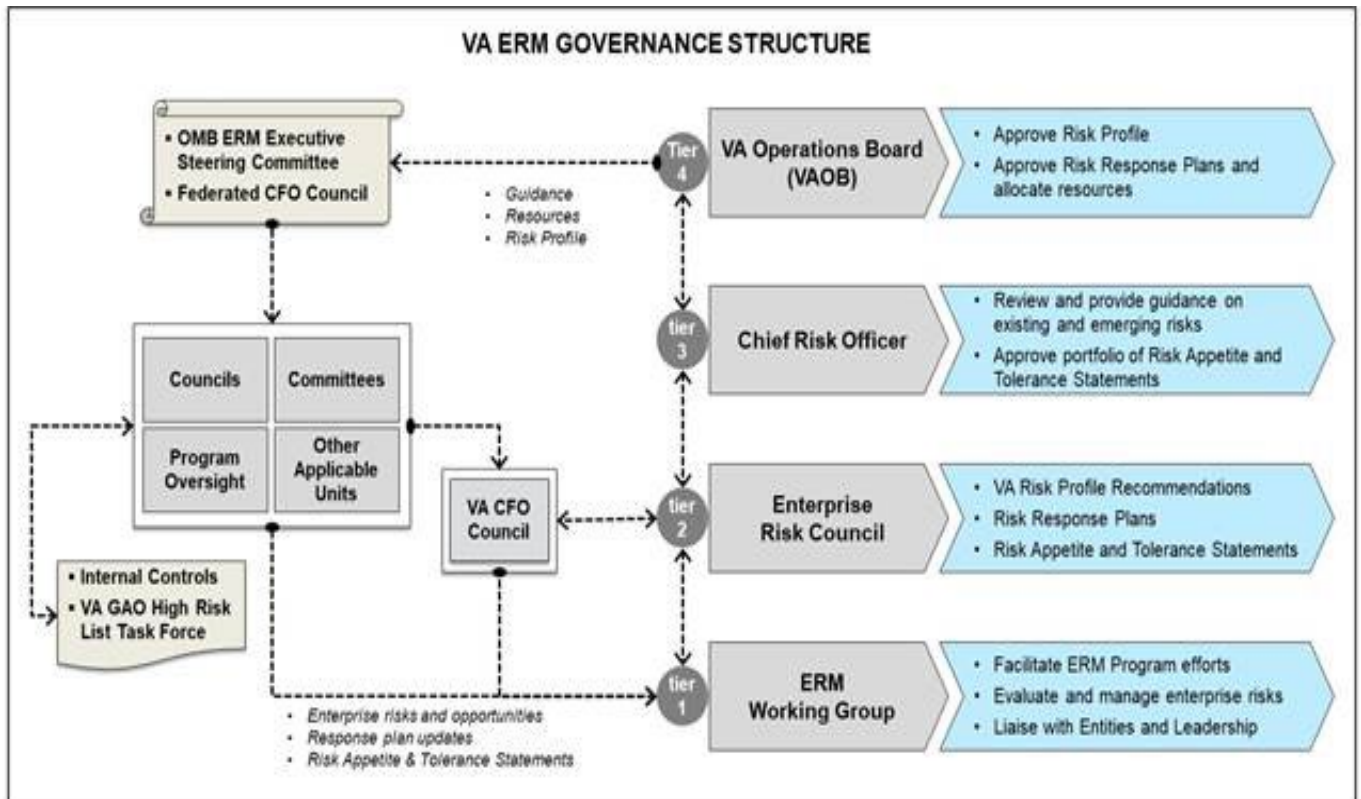 VA ERM GOVERNANCE STRUCTURE
▪ OMB ERM Executive
Steering Committee
▪ Federated CFO Council
• Guidance
• Resources
• Risk Profile
Tier
4
VA Operations Board
(VAOB)
• Approve Risk Profile
• Approve Risk Response Plans and
allocate resources
tier
3
Chief Risk Officer
• Review and provide guidance on
existing and emerging risks
• Approve portfolio of Risk Appetite and
Tolerance Statements
Councils
Committees
Program
Oversight
Other
Applicable
Units
VA CFO
Council
tier
2
Enterprise
Risk Council
• VA Risk Profile Recommendations
• Risk Response Plans
• Risk Appetite and Tolerance Statements
▪ Internal Controls
▪ VA GAO High Risk
List Task Force
• Enterprise risks and opportunities
• Response plan updates
• Risk Appetite & Tolerance Statements
tier
1
ERM
Working Group
• Facilitate ERM Program efforts
• Evaluate and manage enterprise risks
• Liaise with Entities and Leadership